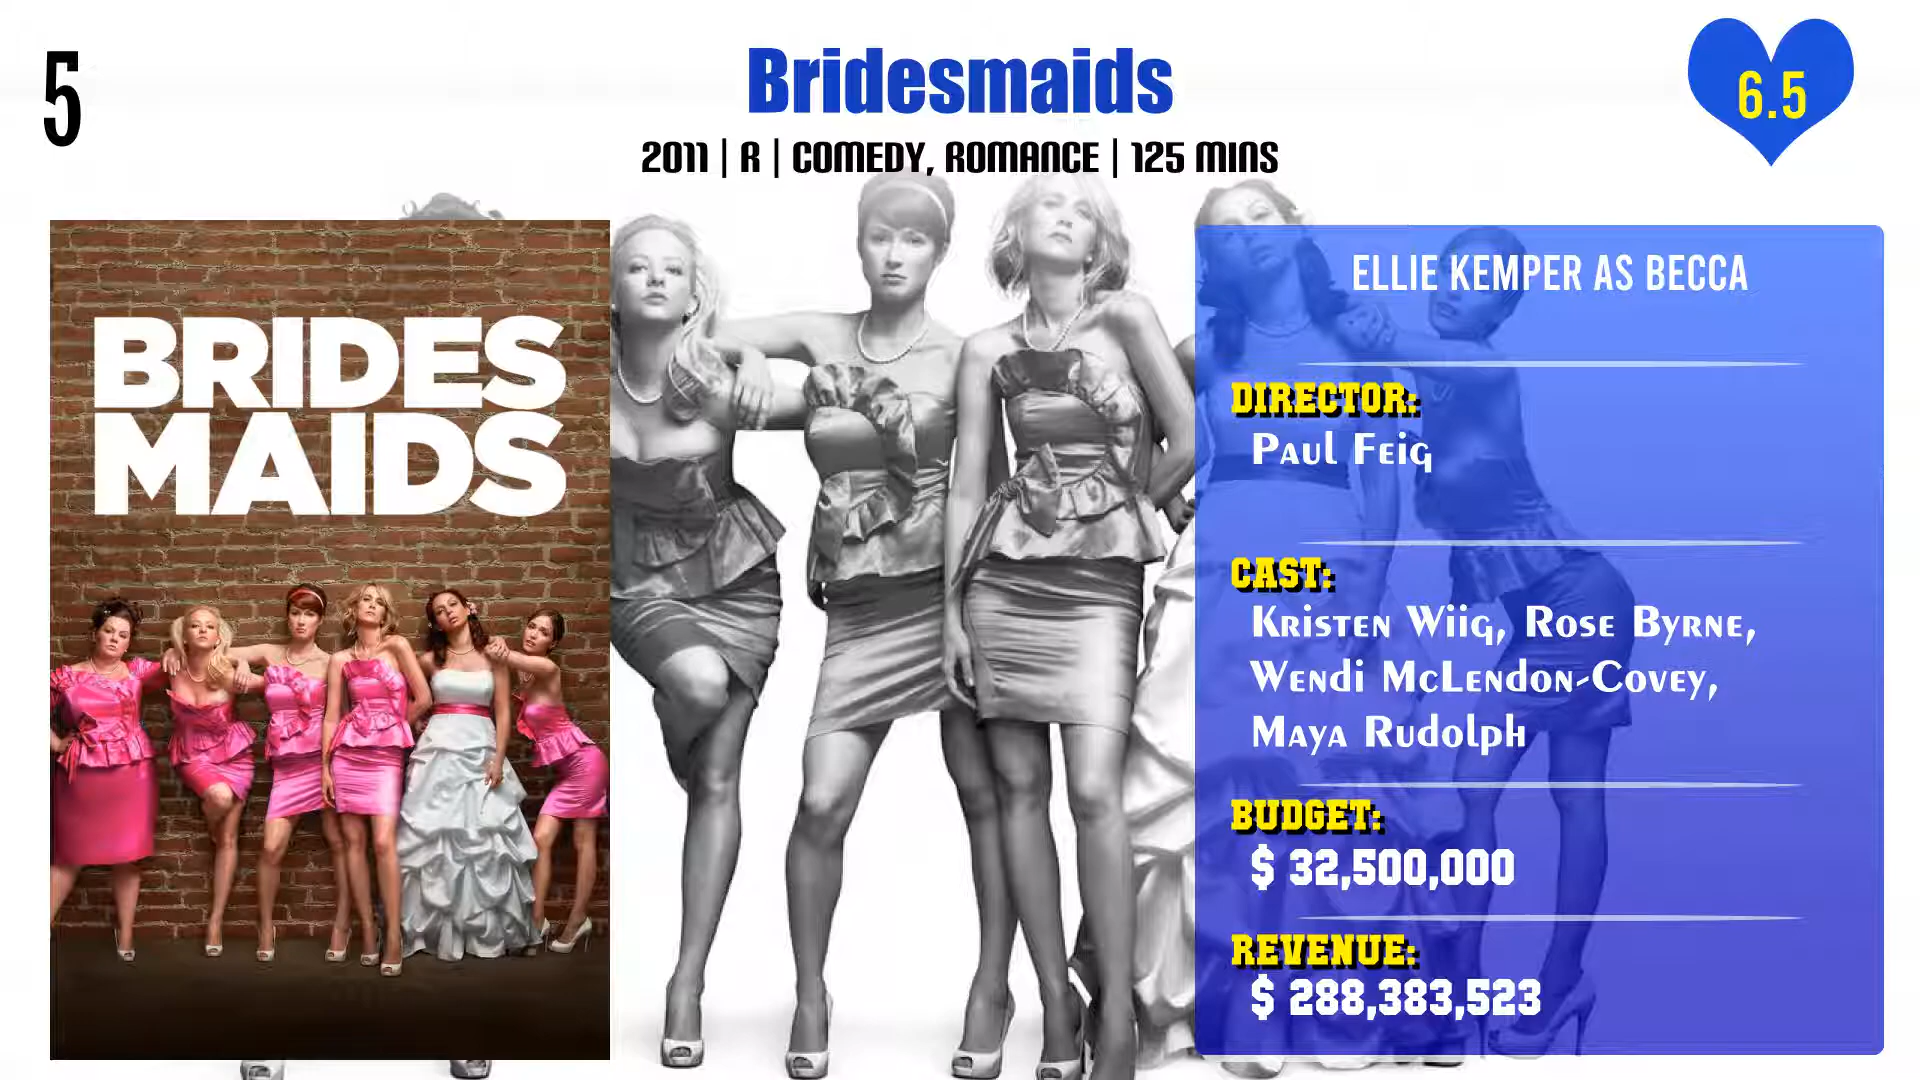 5
Bridesmaids
6.5
2011 | R | COMEDY, ROMANCE | 125 MINS
BRIDES
MAIDS
ELLIE KEMPER AS BECCA
DIRECTOR:
Paul Feig
CAST:
Kristen Wiig, Rose Byrne,
Wendi McLendon-Covey,
Maya Rudolph
BUDGET:
$ 32,500,000
REVENUE:
$ 288,383,523